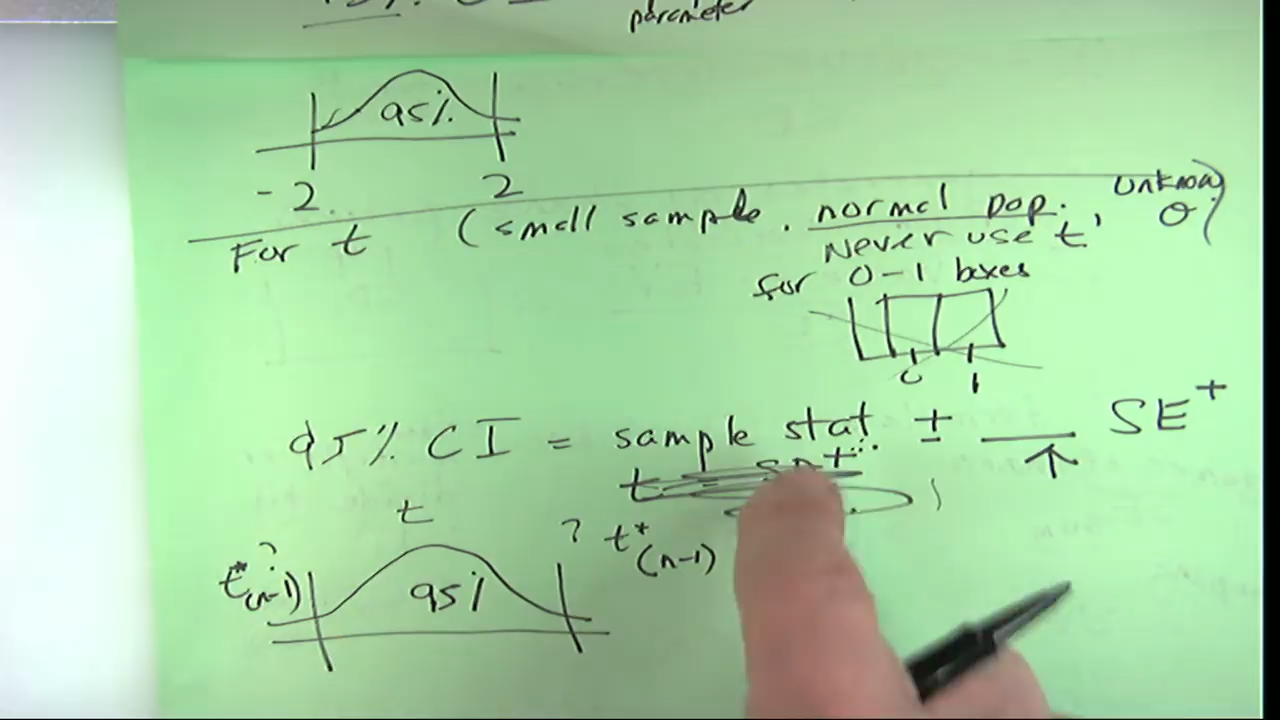 parameter
95%
-2 2
For t (small sample, normal pop. unknown σ)
Never use t
for 0-1 boxes
0 1
95% CI = sample stat ± ___ SE+
t
t
? ?
t*(n-1) t*(n-1)
95%